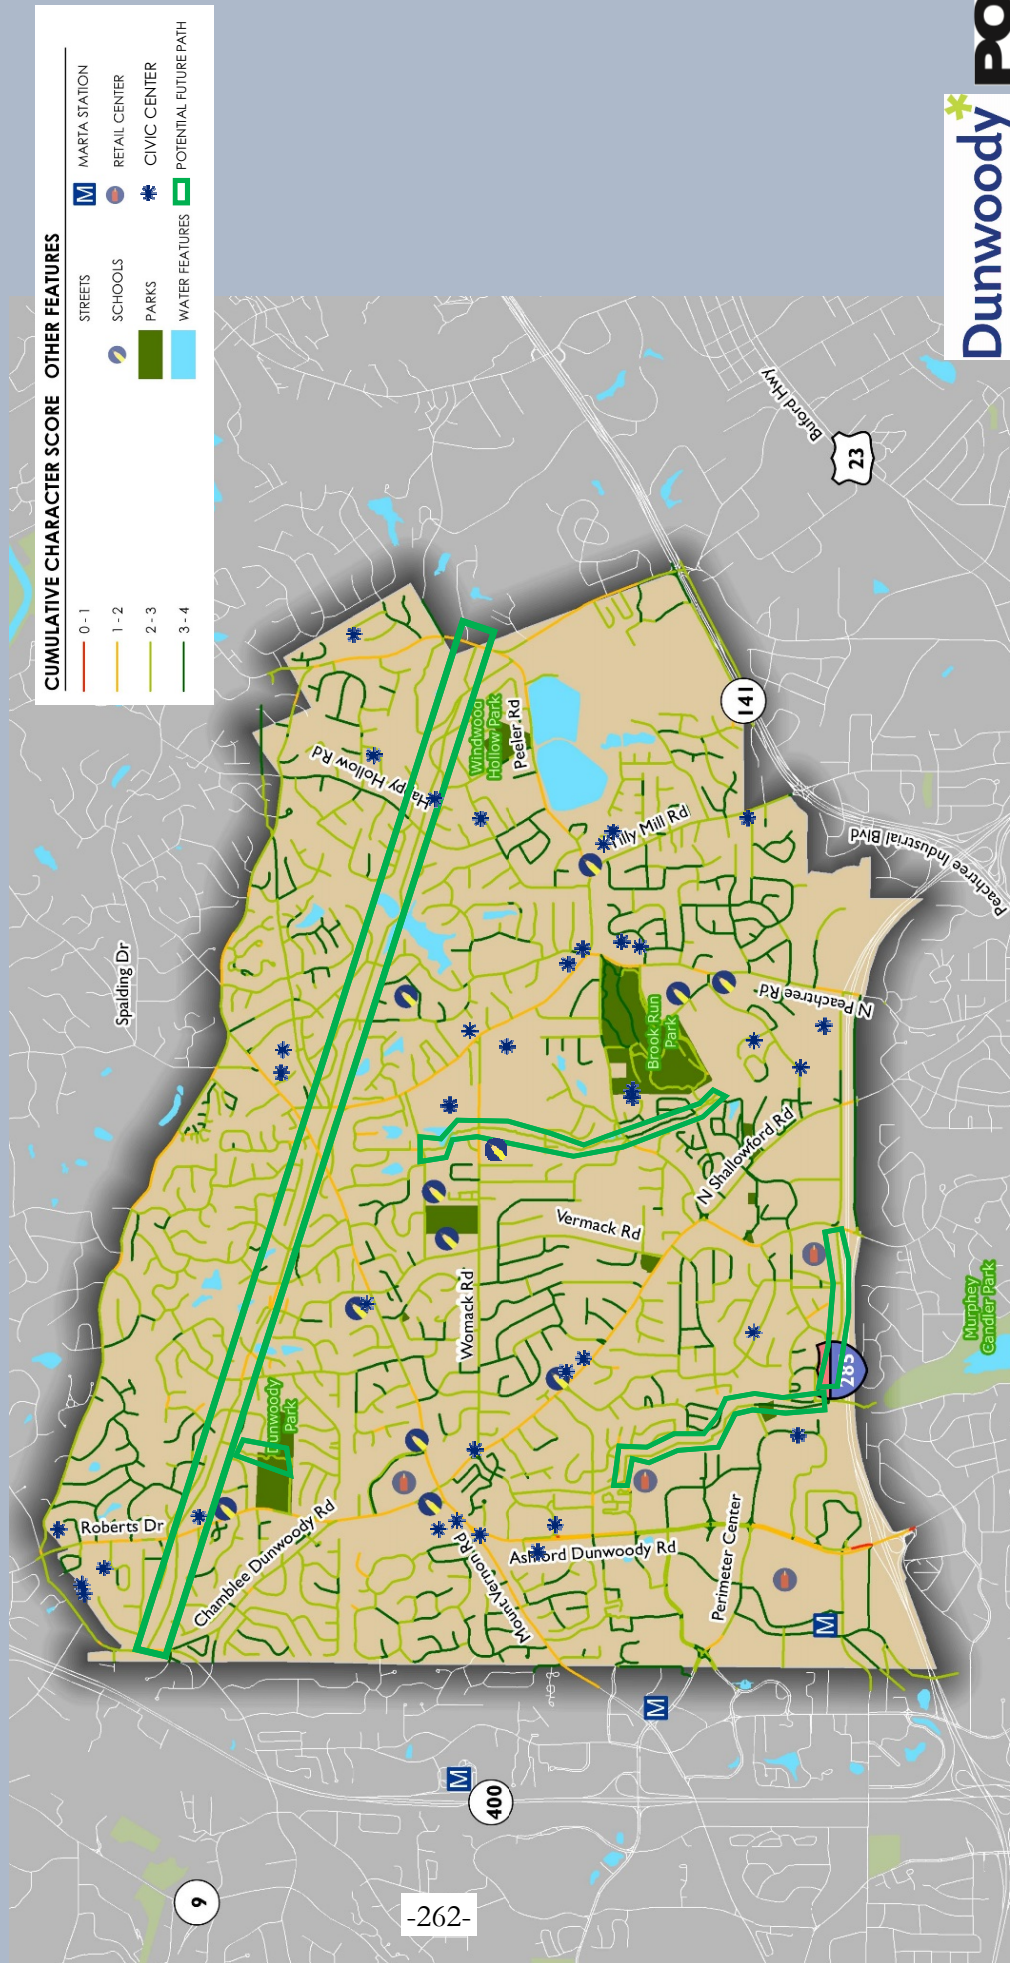 CUMULATIVE CHARACTER SCORE
0 - 1
1 - 2
2 - 3
3 - 4
OTHER FEATURES
STREETS
SCHOOLS
PARKS
WATER FEATURES
MARTA STATION
RETAIL CENTER
CIVIC CENTER
POTENTIAL FUTURE PATH
M
Spalding Dr
Roberts Dr
Chamblee Dunwoody Rd
Dunwoody
Park
Happy Hollow Rd
Windwood
Hollow Park
Peeler Rd
Tilly Mill Rd
Womack Rd
Vermack Rd
Brook Run
Park
N Peachtree Rd
N Shallowford Rd
Mount Vernon Rd
Ashford Dunwoody Rd
Perimeter Center
Peachtree Industrial Blvd
Buford Hwy
Murphey
Candler Park
9
400
M
M
M
285
141
23
Dunwoody
PO
-262-